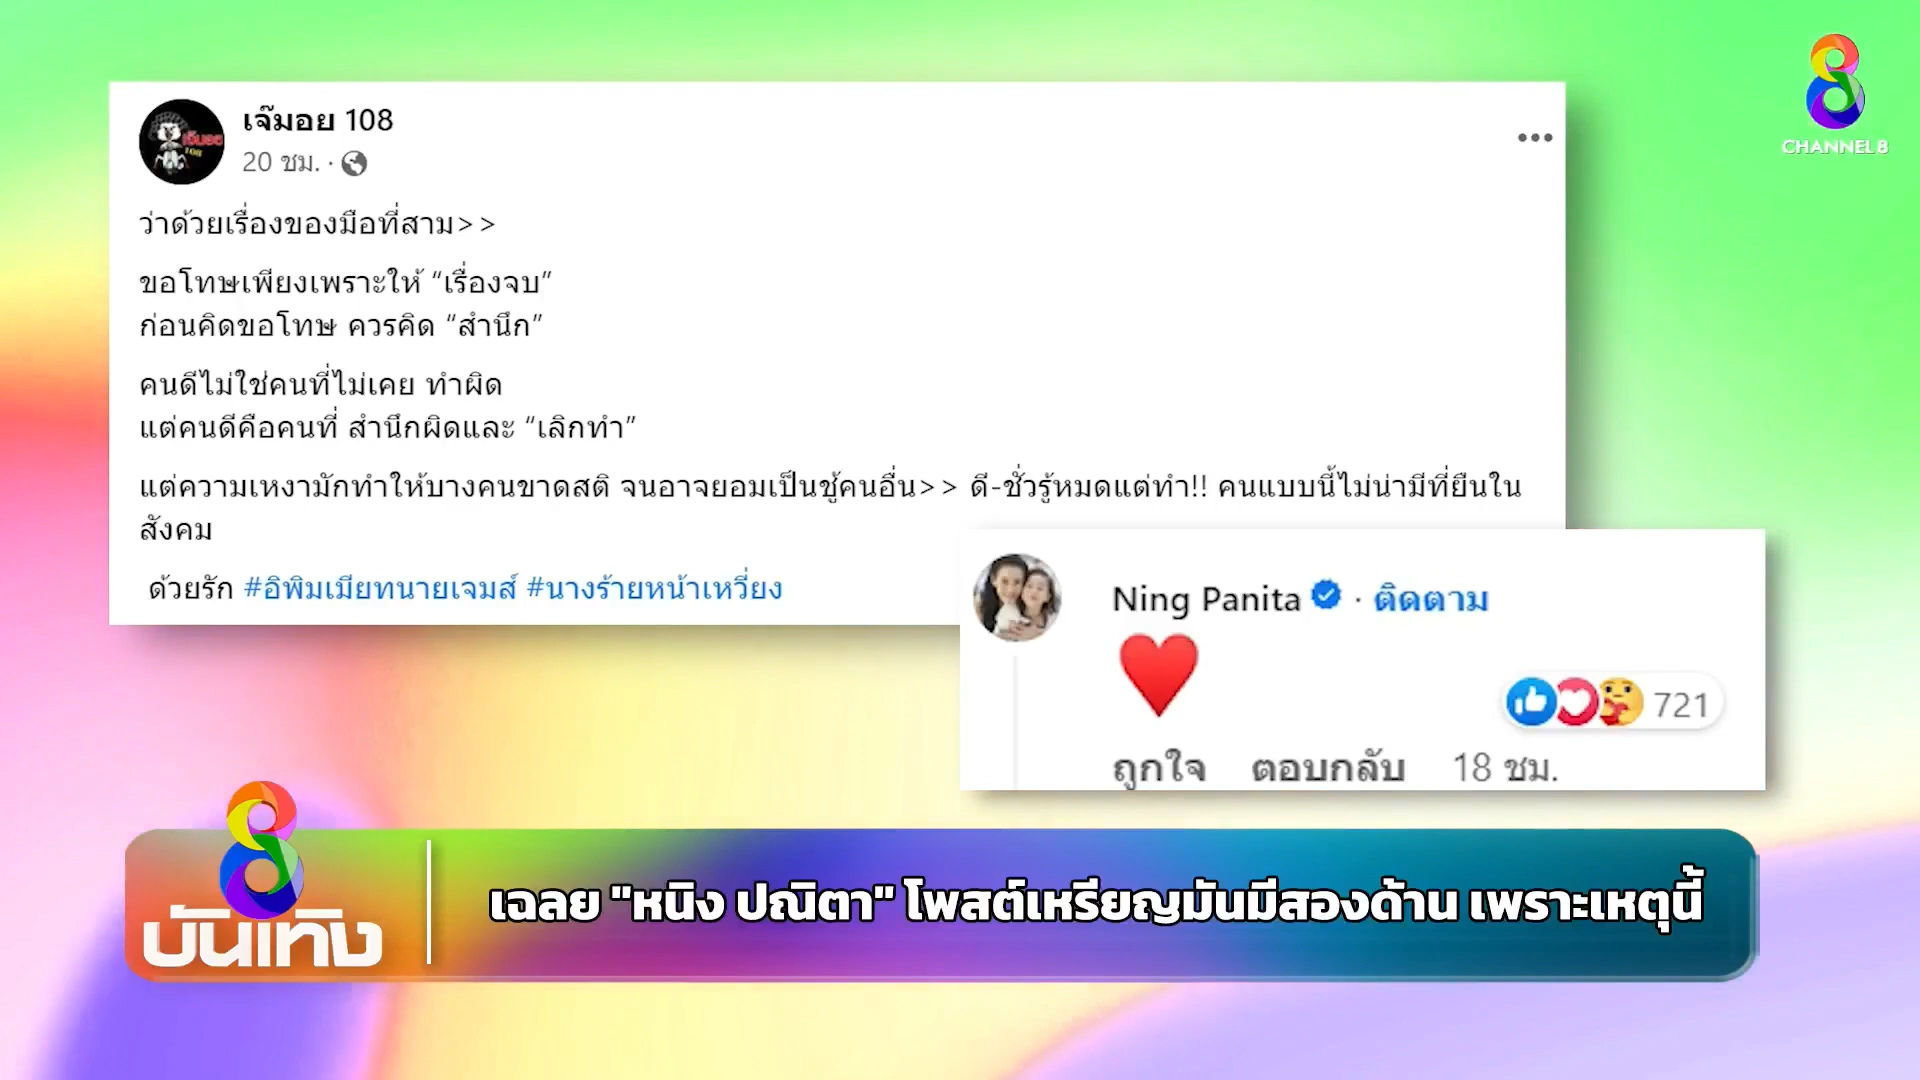 CHANNEL 8
เจ๊มอย 108
20 ชม. ·
ว่าด้วยเรื่องของมือที่สาม>>
ขอโทษเพียงเพราะให้ “เรื่องจบ”
ก่อนคิดขอโทษ ควรคิด “สำนึก”
คนดีไม่ใช่คนที่ไม่เคย ทำผิด
แต่คนดีคือคนที่ สำนึกผิดและ “เลิกทำ”
แต่ความเหงามักทำให้บางคนขาดสติ จนอาจยอมเป็นชู้คนอื่น>> ดี-ชั่วรู้หมดแต่ทำ!! คนแบบนี้ไม่น่ามีที่ยืนใน
สังคม
ด้วยรัก #อิพิมเมียทนายเจมส์ #นางร้ายหน้าเหวี่ยง
Ning Panita · ติดตาม
721
ถูกใจ ตอบกลับ 18 ชม.
8 บันเทิง
เฉลย "หนิง ปณิตา" โพสต์เหรียญมันมีสองด้าน เพราะเหตุนี้